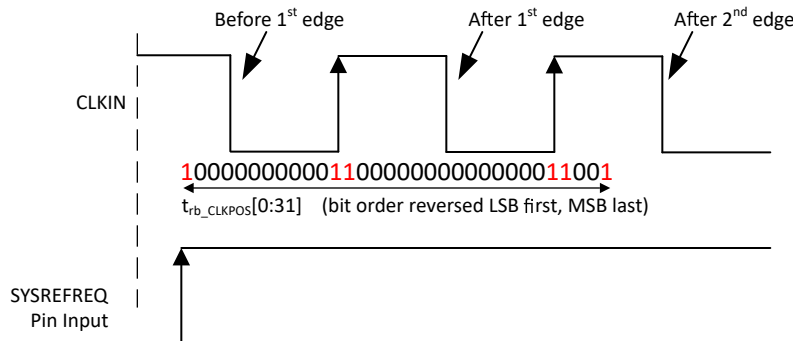 Before 1st edge
After 1st edge
After 2nd edge
CLKIN
10000000000110000000000000011001
trb_CLKPOS[0:31] (bit order reversed LSB first, MSB last)
SYSREFREQ
Pin Input